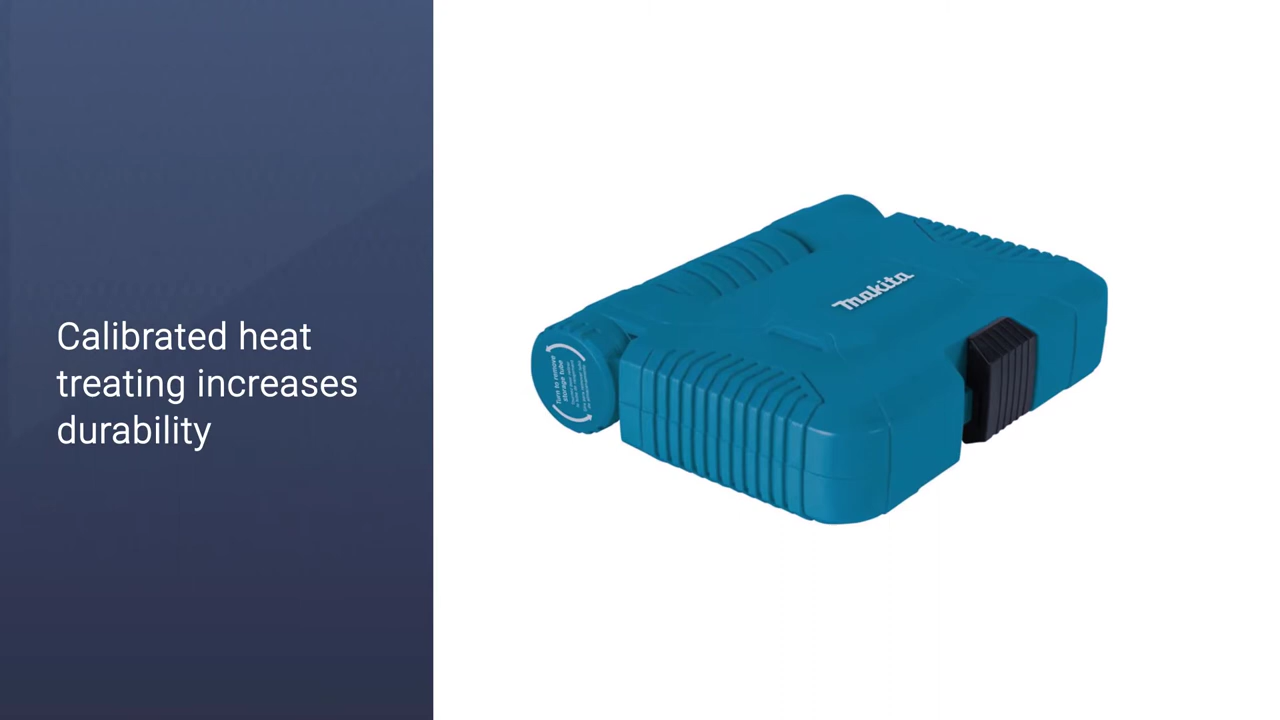 Calibrated heat
treating increases
durability
makita
Turn to remove
storage tube